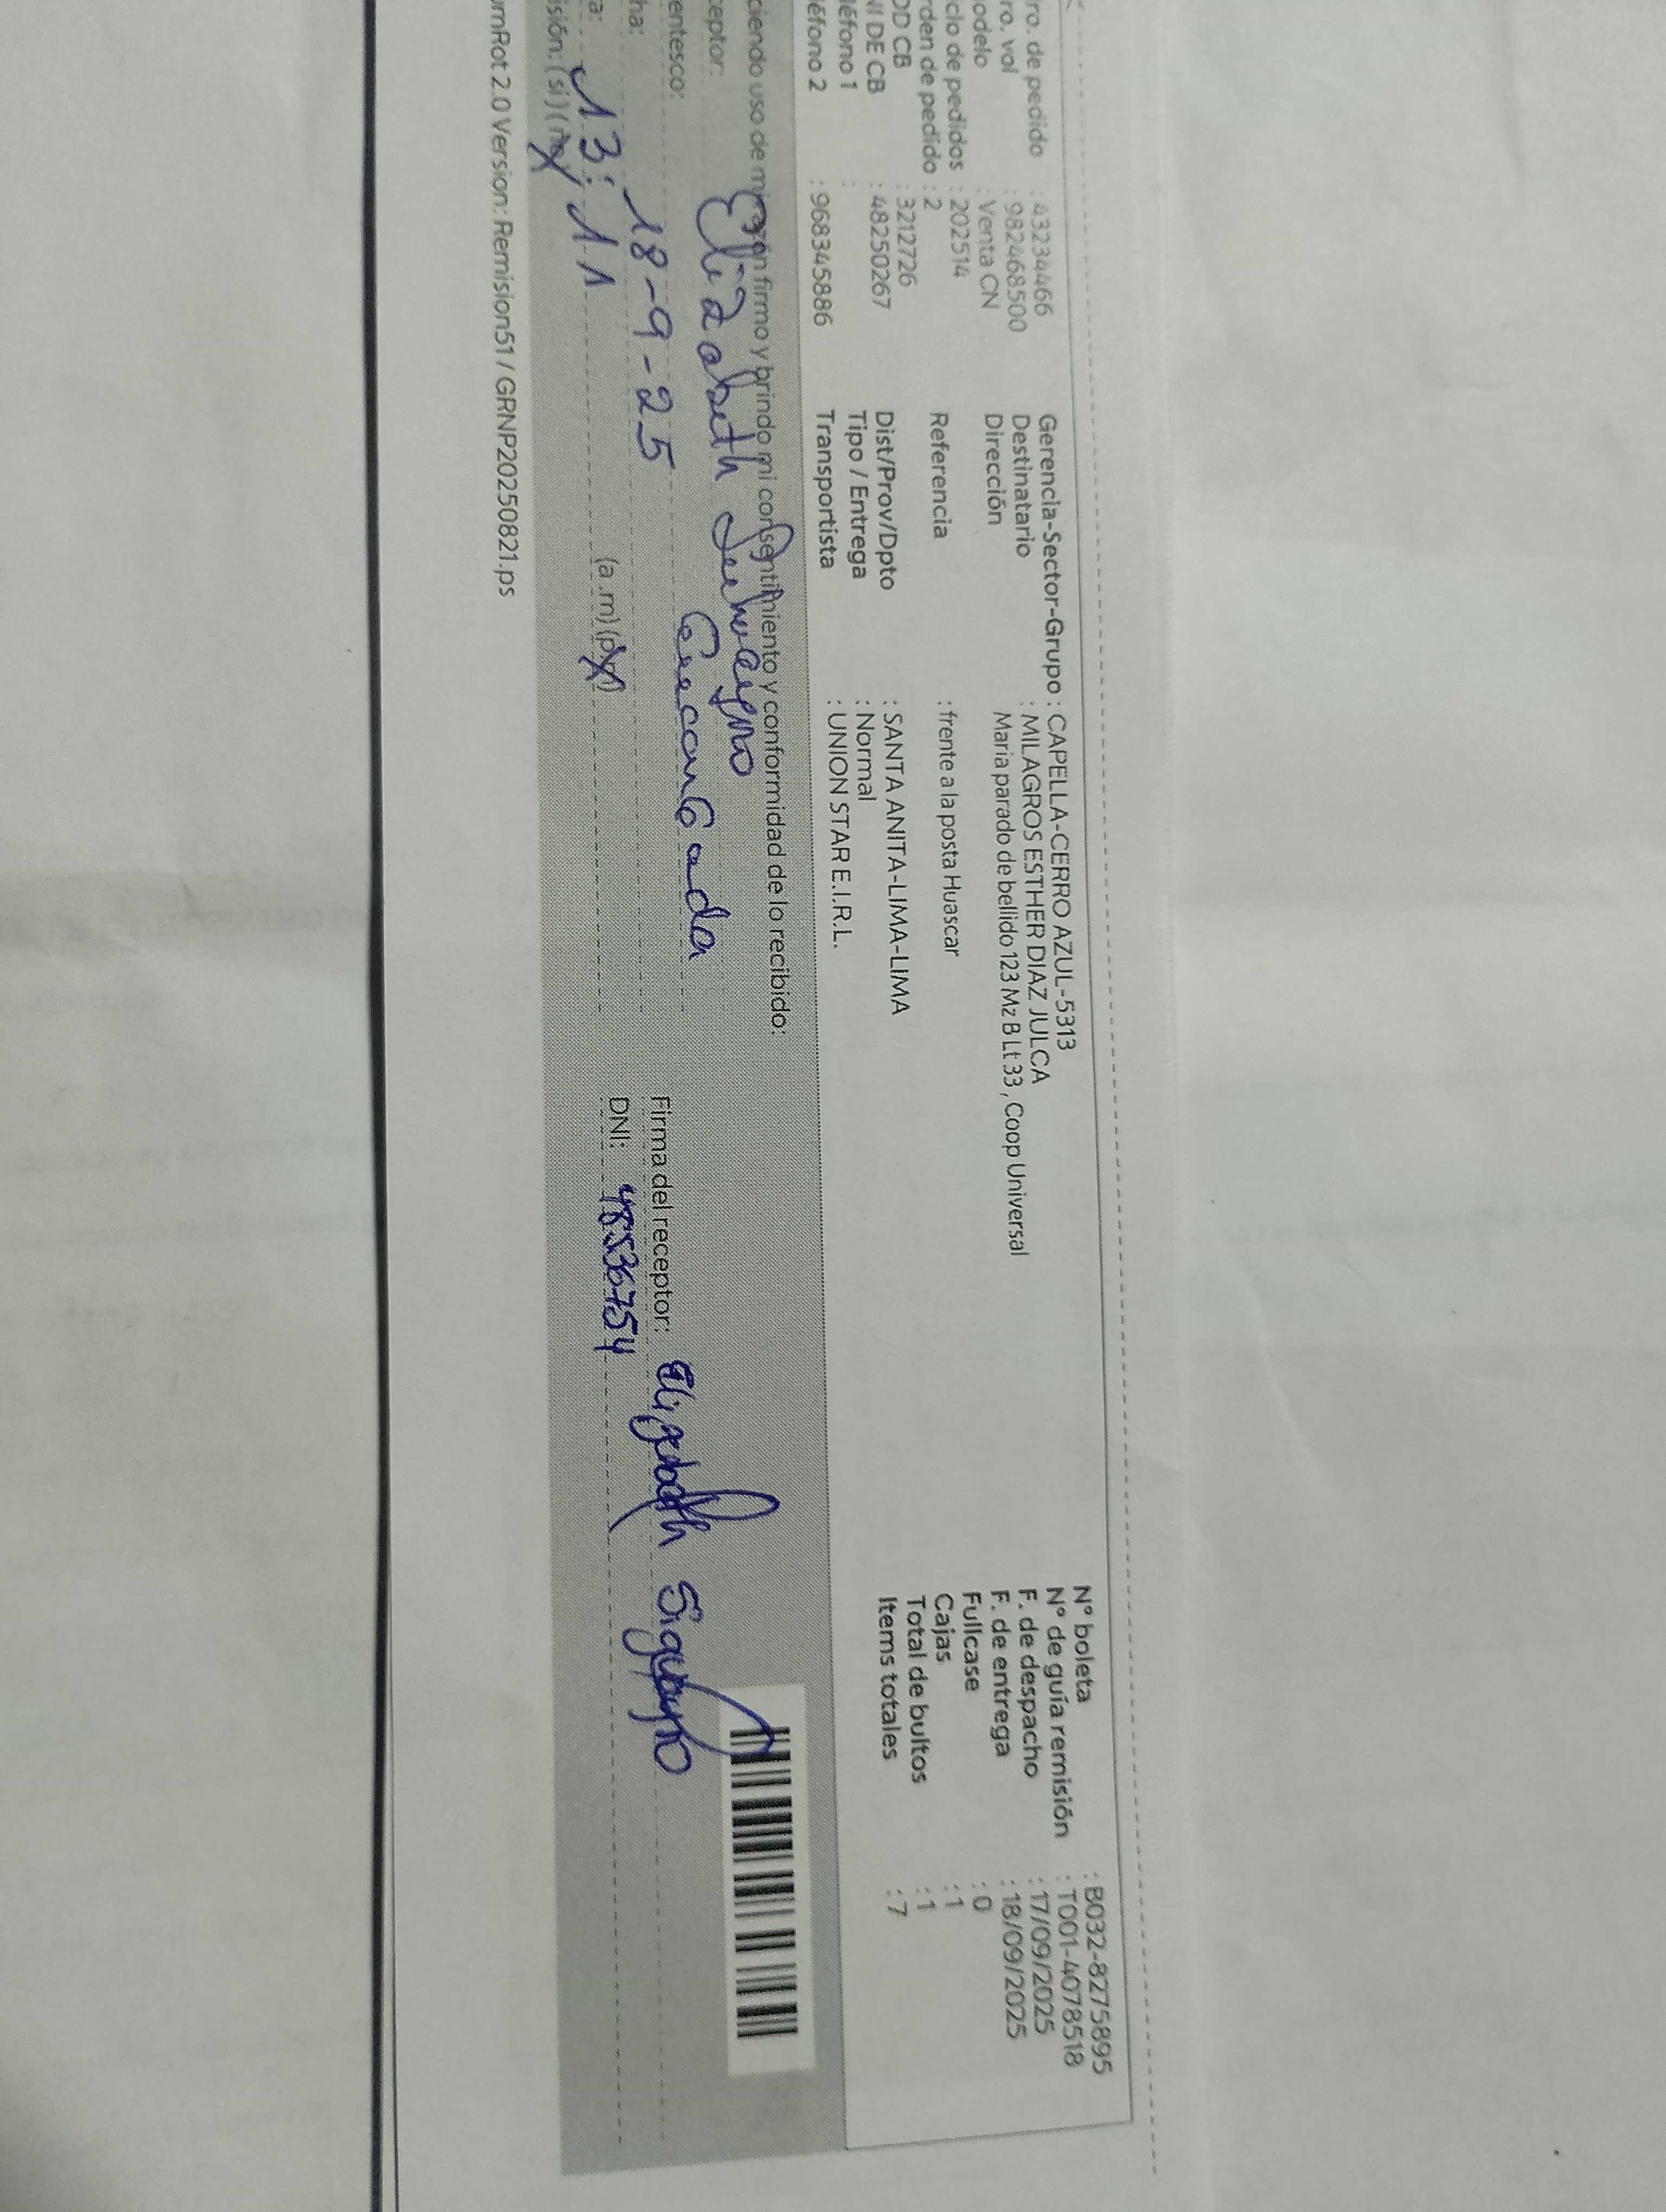 ro. de pedido : 43234466
ro. vol : 982468500
odelo : Venta CN
clo de pedidos : 202514
rden de pedido : 2
OD CB : 3212726
NI DE CB : 48250267
léfono 1 :
éfono 2 : 968345886
Gerencia-Sector-Grupo : CAPELLA-CERRO AZUL-5313
Destinatario : MILAGROS ESTHER DIAZ JULCA
Dirección Maria parado de bellido 123 Mz B Lt 33 , Coop Universal
Referencia : frente a la posta Huascar
Dist/Prov/Dpto : SANTA ANITA-LIMA-LIMA
Tipo / Entrega : Normal
Transportista : UNION STAR E.I.R.L.
N° boleta : B032-8275895
N° de guía remisión : T001-4078518
F. de despacho : 17/09/2025
F. de entrega : 18/09/2025
Fullcase : 0
Cajas : 1
Total de bultos : 1
Items totales : 7
ciendo uso de mi razón firmo y brindo mi consentimiento y conformidad de lo recibido:
ceptor: Elizabeth
entesco:
ha: 18-9-25
a: 13:11 (a.m) (p.m)
isión: (si) (no)
Firma del receptor: Elizabeth
DNI: 48536754
umRot 2.0 Version: Remision51 / GRNP20250821.ps